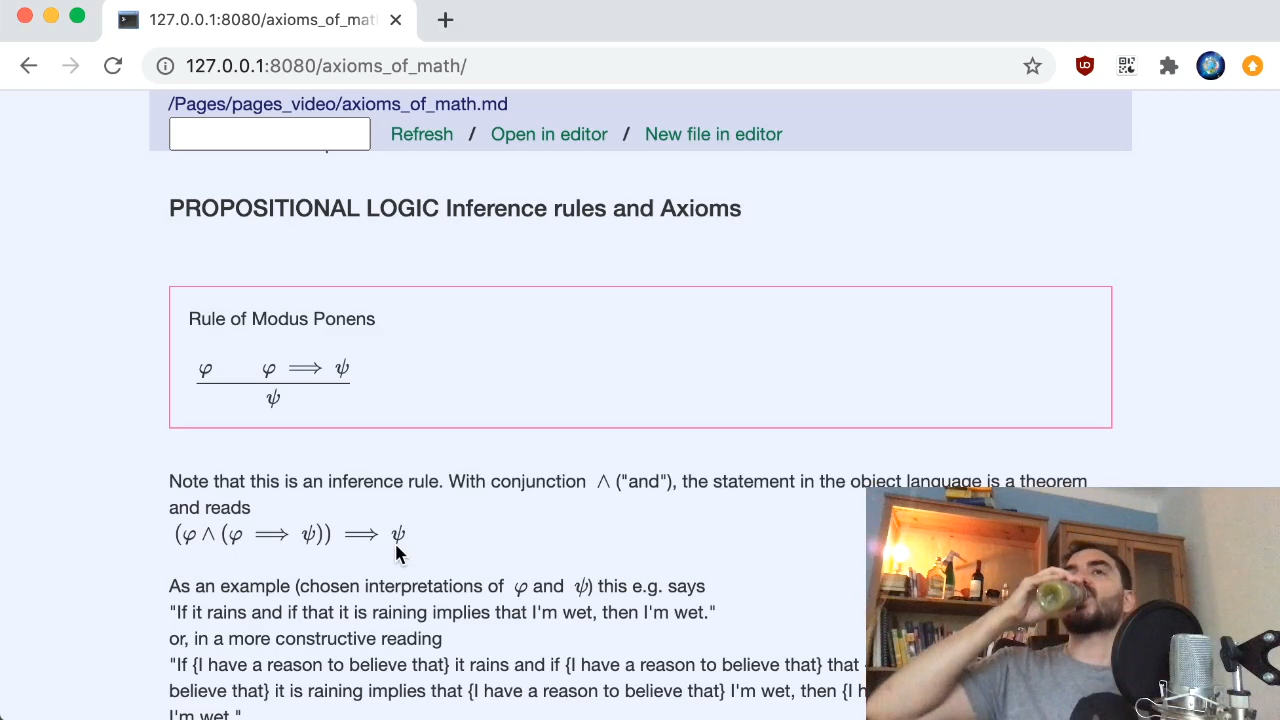 127.0.0.1:8080/axioms_of_mat
127.0.0.1:8080/axioms_of_math/
/Pages/pages_video/axioms_of_math.md
Refresh / Open in editor / New file in editor
PROPOSITIONAL LOGIC Inference rules and Axioms
Rule of Modus Ponens
φ φ ⟹ ψ
ψ
Note that this is an inference rule. With conjunction ∧ ("and"), the statement in the object language is a theorem
and reads
(φ ∧ (φ ⟹ ψ)) ⟹ ψ
As an example (chosen interpretations of φ and ψ) this e.g. says
"If it rains and if that it is raining implies that I'm wet, then I'm wet."
or, in a more constructive reading
"If {I have a reason to believe that} it rains and if {I have a reason to believe that} that
believe that} it is raining implies that {I have a reason to believe that} I'm wet, then {I h
I'm wet."